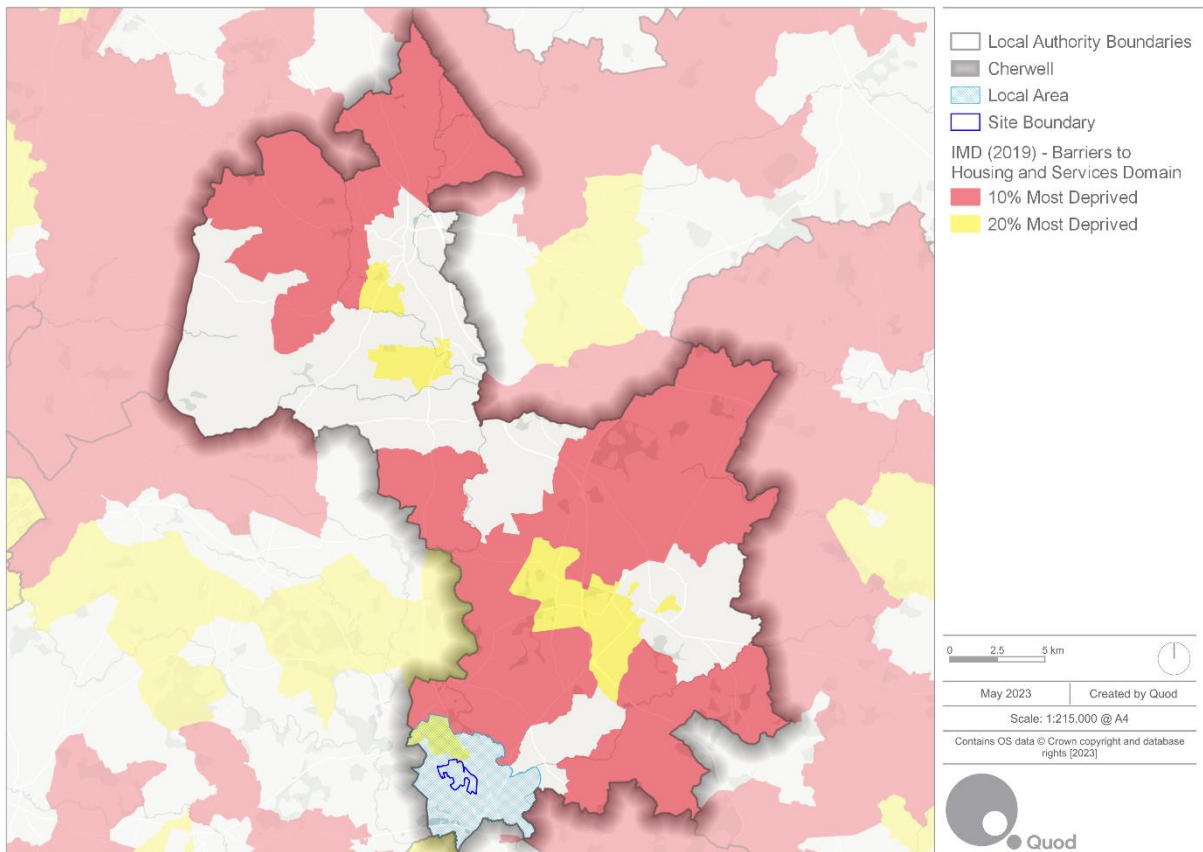 Local Authority Boundaries
Cherwell
Local Area
Site Boundary
IMD (2019) - Barriers to
Housing and Services Domain
10% Most Deprived
20% Most Deprived
0 2.5 5 km
May 2023 Created by Quod
Scale: 1:215,000 @ A4
Contains OS data © Crown copyright and database
rights [2023]
Quod